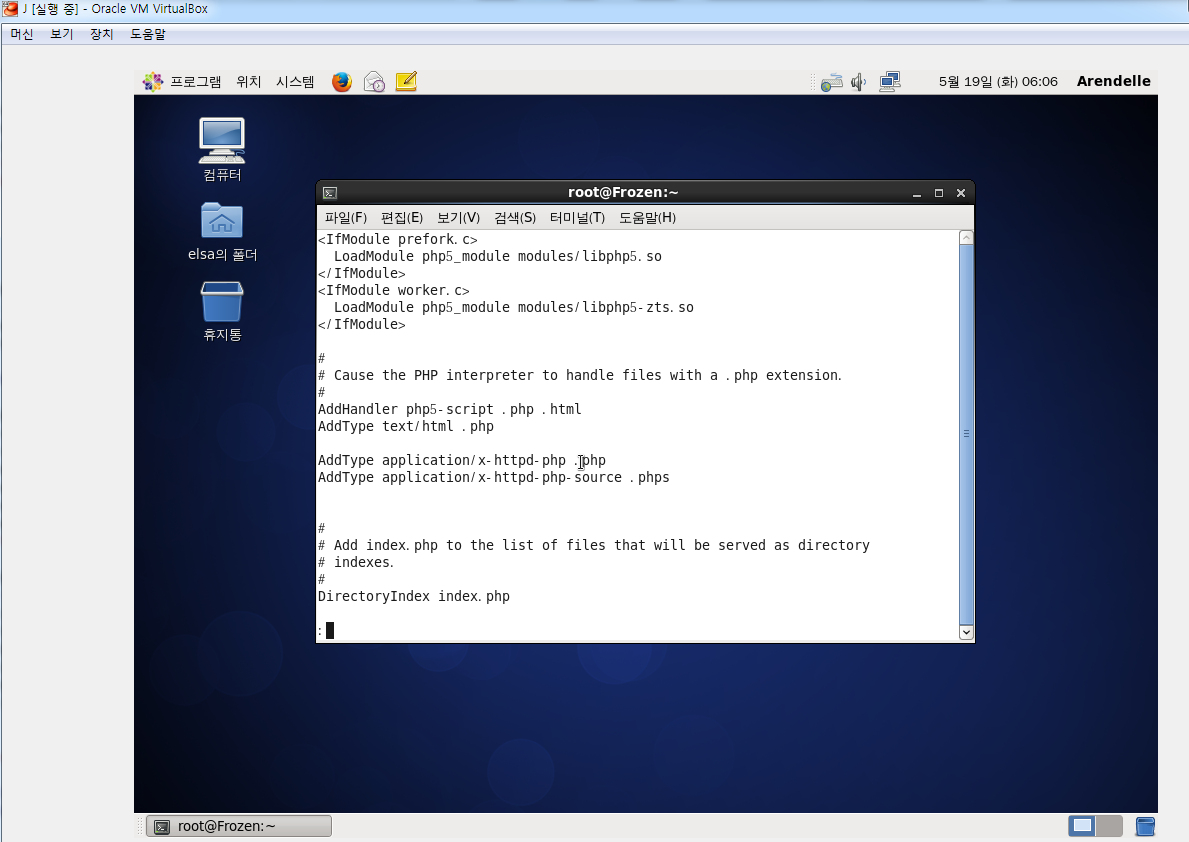 J [실행 중] - Oracle VM VirtualBox
머신 보기 장치 도움말
프로그램 위치 시스템 5월 19일 (화) 06:06 Arendelle
컴퓨터
elsa의 폴더
휴지통
root@Frozen:~
파일(F) 편집(E) 보기(V) 검색(S) 터미널(T) 도움말(H)
<IfModule prefork.c>
  LoadModule php5_module modules/libphp5.so
</IfModule>
<IfModule worker.c>
  LoadModule php5_module modules/libphp5-zts.so
</IfModule>
#
# Cause the PHP interpreter to handle files with a .php extension.
#
AddHandler php5-script .php .html
AddType text/html .php
AddType application/x-httpd-php .php
AddType application/x-httpd-php-source .phps
#
# Add index.php to the list of files that will be served as directory
# indexes.
#
DirectoryIndex index.php
:
root@Frozen:~